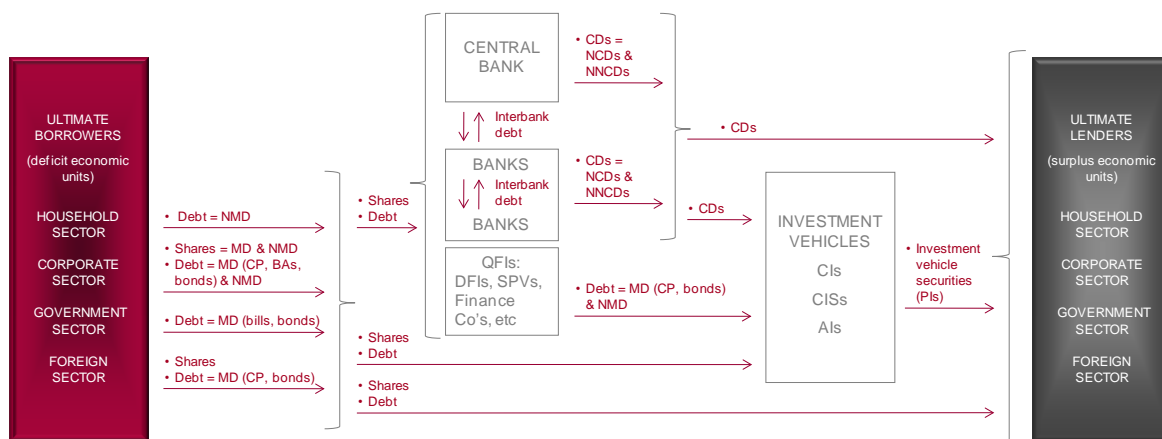 ULTIMATE
BORROWERS
(deficit economic
units)
HOUSEHOLD
SECTOR
CORPORATE
SECTOR
GOVERNMENT
SECTOR
FOREIGN
SECTOR
• Debt = NMD
• Shares = MD & NMD
• Debt = MD (CP, BAs,
bonds) & NMD
• Debt = MD (bills, bonds)
• Shares
• Debt = MD (CP, bonds)
• Shares
• Debt
CENTRAL
BANK
Interbank
debt
BANKS
Interbank
debt
BANKS
QFIs:
DFIs, SPVs,
Finance
Co's, etc
• CDs =
NCDs &
NNCDs
• CDs =
NCDs &
NNCDs
• Debt = MD (CP, bonds)
& NMD
• Shares
• Debt
• Shares
• Debt
• CDs
• CDs
INVESTMENT
VEHICLES
CIs
CISs
AIs
• Investment
vehicle
securities
(PIs)
ULTIMATE
LENDERS
(surplus economic
units)
HOUSEHOLD
SECTOR
CORPORATE
SECTOR
GOVERNMENT
SECTOR
FOREIGN
SECTOR